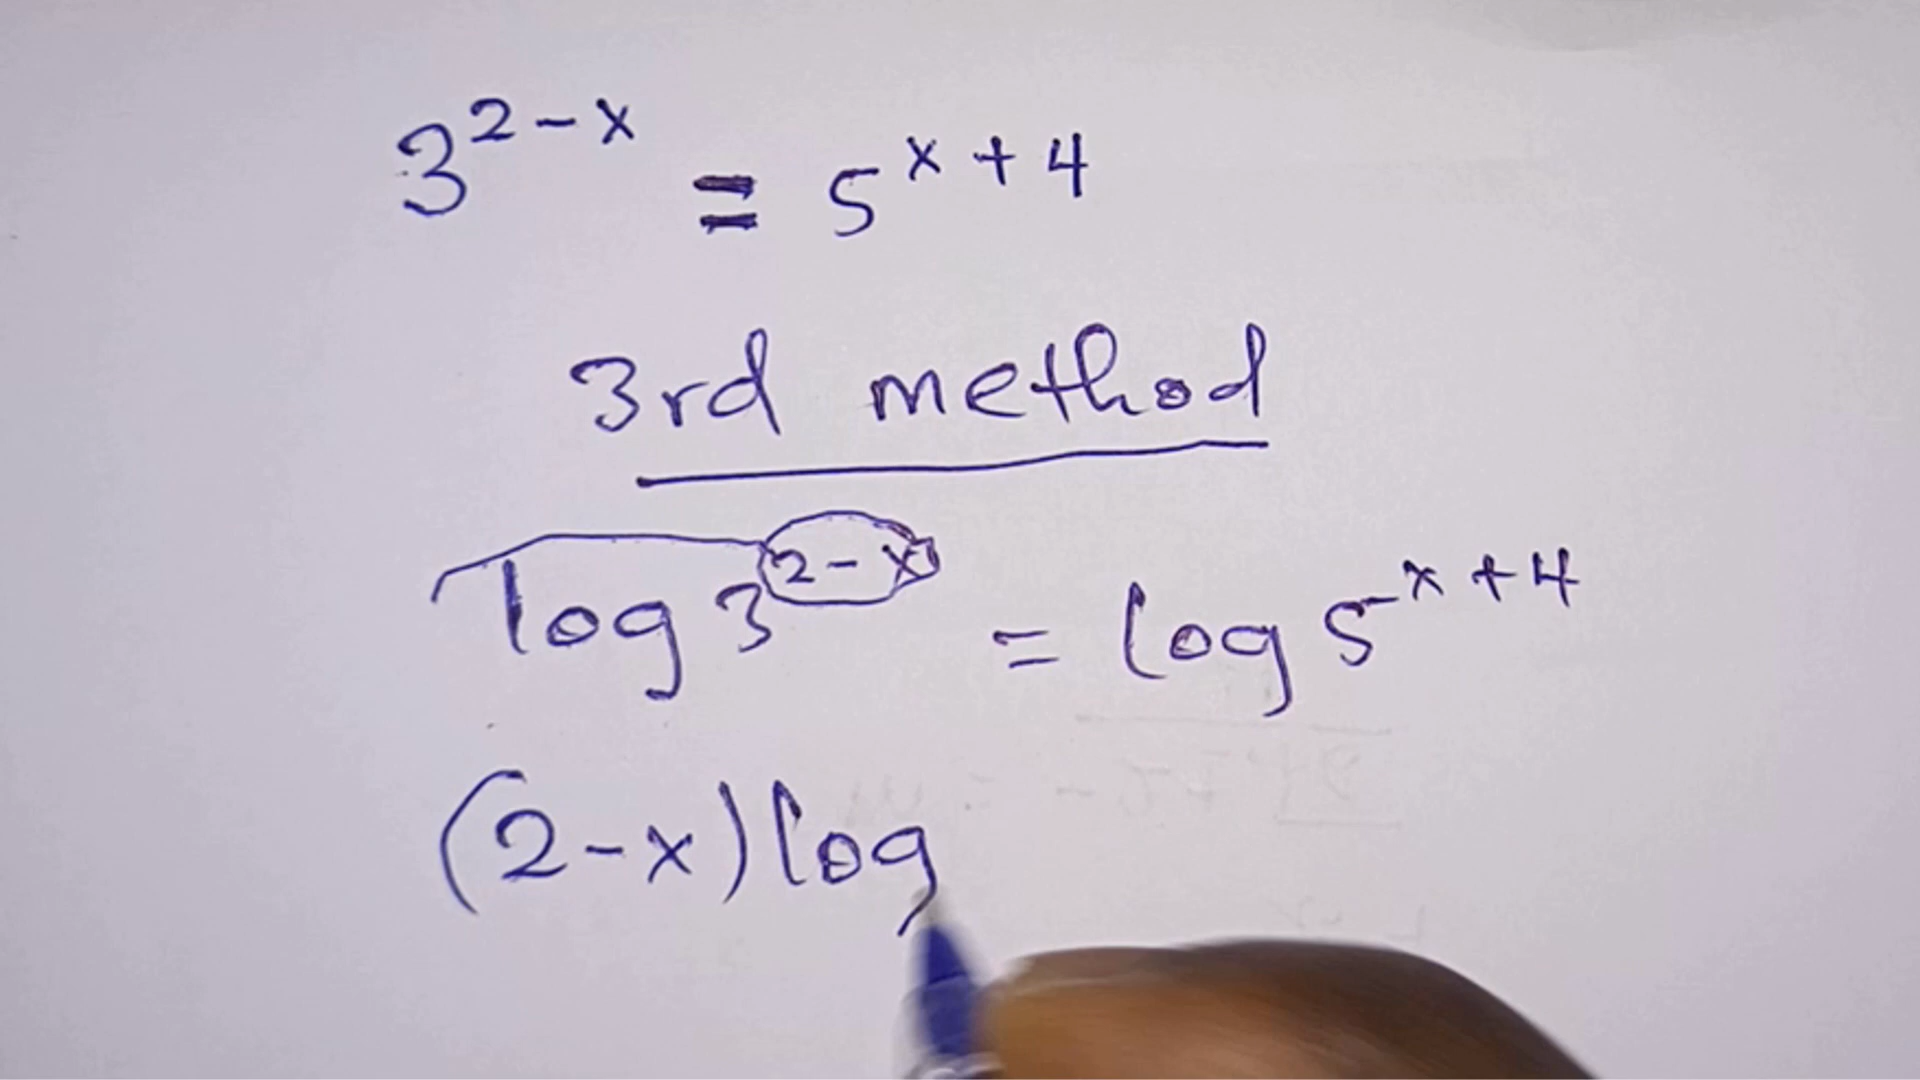 3^{2-x} = 5^{x+4}
3rd method
log 3^{2-x} = log 5^{x+4}
(2-x) log